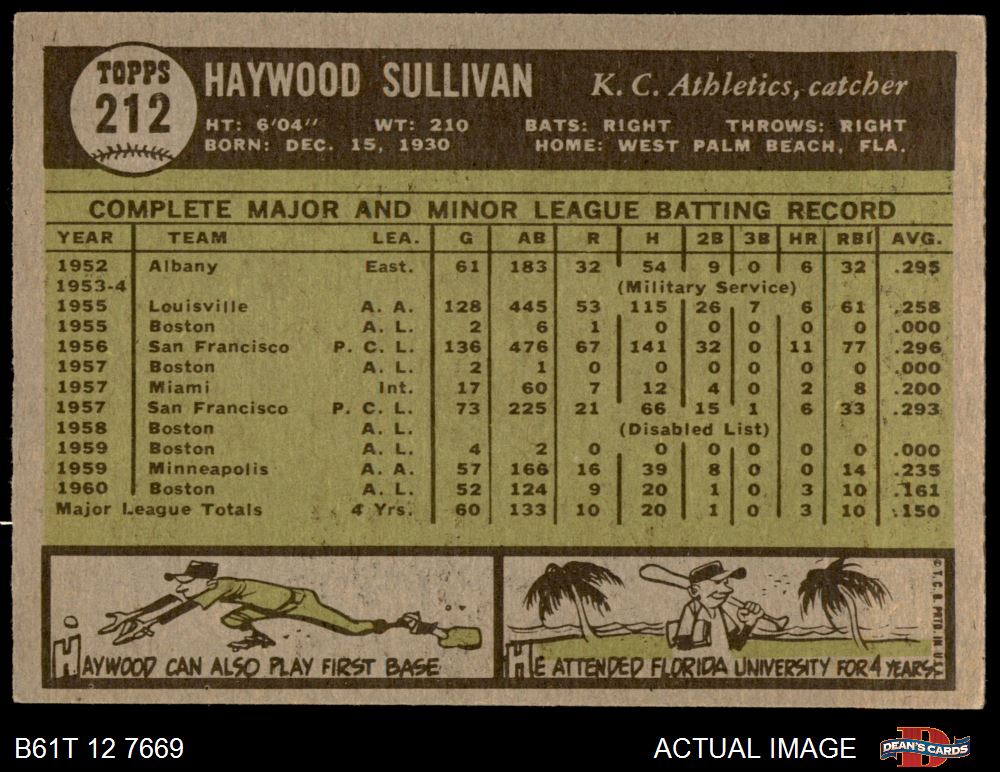 TOPPS
212
HAYWOOD SULLIVAN
K. C. Athletics, catcher
HT: 6'04" WT: 210 BATS: RIGHT THROWS: RIGHT
BORN: DEC. 15, 1930 HOME: WEST PALM BEACH, FLA.
COMPLETE MAJOR AND MINOR LEAGUE BATTING RECORD
YEAR TEAM LEA. G AB R H 2B 3B HR RBI AVG.
1952 Albany East. 61 183 32 54 9 0 6 32 .295
1953-4 (Military Service)
1955 Louisville A. A. 128 445 53 115 26 7 6 61 .258
1955 Boston A. L. 2 6 1 0 0 0 0 0 .000
1956 San Francisco P. C. L. 136 476 67 141 32 0 11 77 .296
1957 Boston A. L. 2 1 0 0 0 0 0 0 .000
1957 Miami Int. 17 60 7 12 4 0 2 8 .200
1957 San Francisco P. C. L. 73 225 21 66 15 1 6 33 .293
1958 Boston A. L. (Disabled List)
1959 Boston A. L. 4 2 0 0 0 0 0 0 .000
1959 Minneapolis A. A. 57 166 16 39 8 0 0 14 .235
1960 Boston A. L. 52 124 9 20 1 0 3 10 .161
Major League Totals 4 Yrs. 60 133 10 20 1 0 3 10 .150
HAYWOOD CAN ALSO PLAY FIRST BASE
HE ATTENDED FLORIDA UNIVERSITY FOR 4 YEARS.
© T. C. G. PRTD. IN U.S.A.
B61T 12 7669
ACTUAL IMAGE
D
DEAN'S CARDS